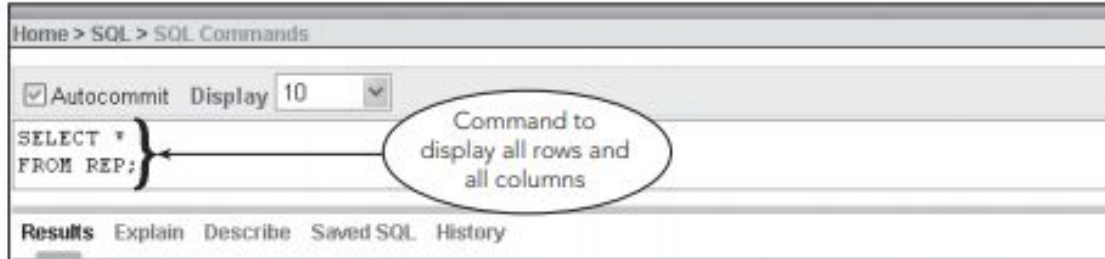 Home > SQL > SQL Commands
Autocommit Display 10
SELECT *
FROM REP;
Command to
display all rows and
all columns
Results Explain Describe Saved SQL History